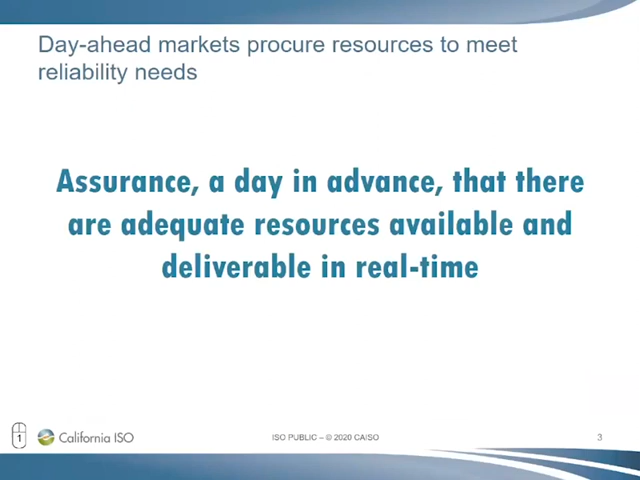 Day-ahead markets procure resources to meet
reliability needs
Assurance, a day in advance, that there
are adequate resources available and
deliverable in real-time
1
California ISO
ISO PUBLIC – © 2020 CAISO
3